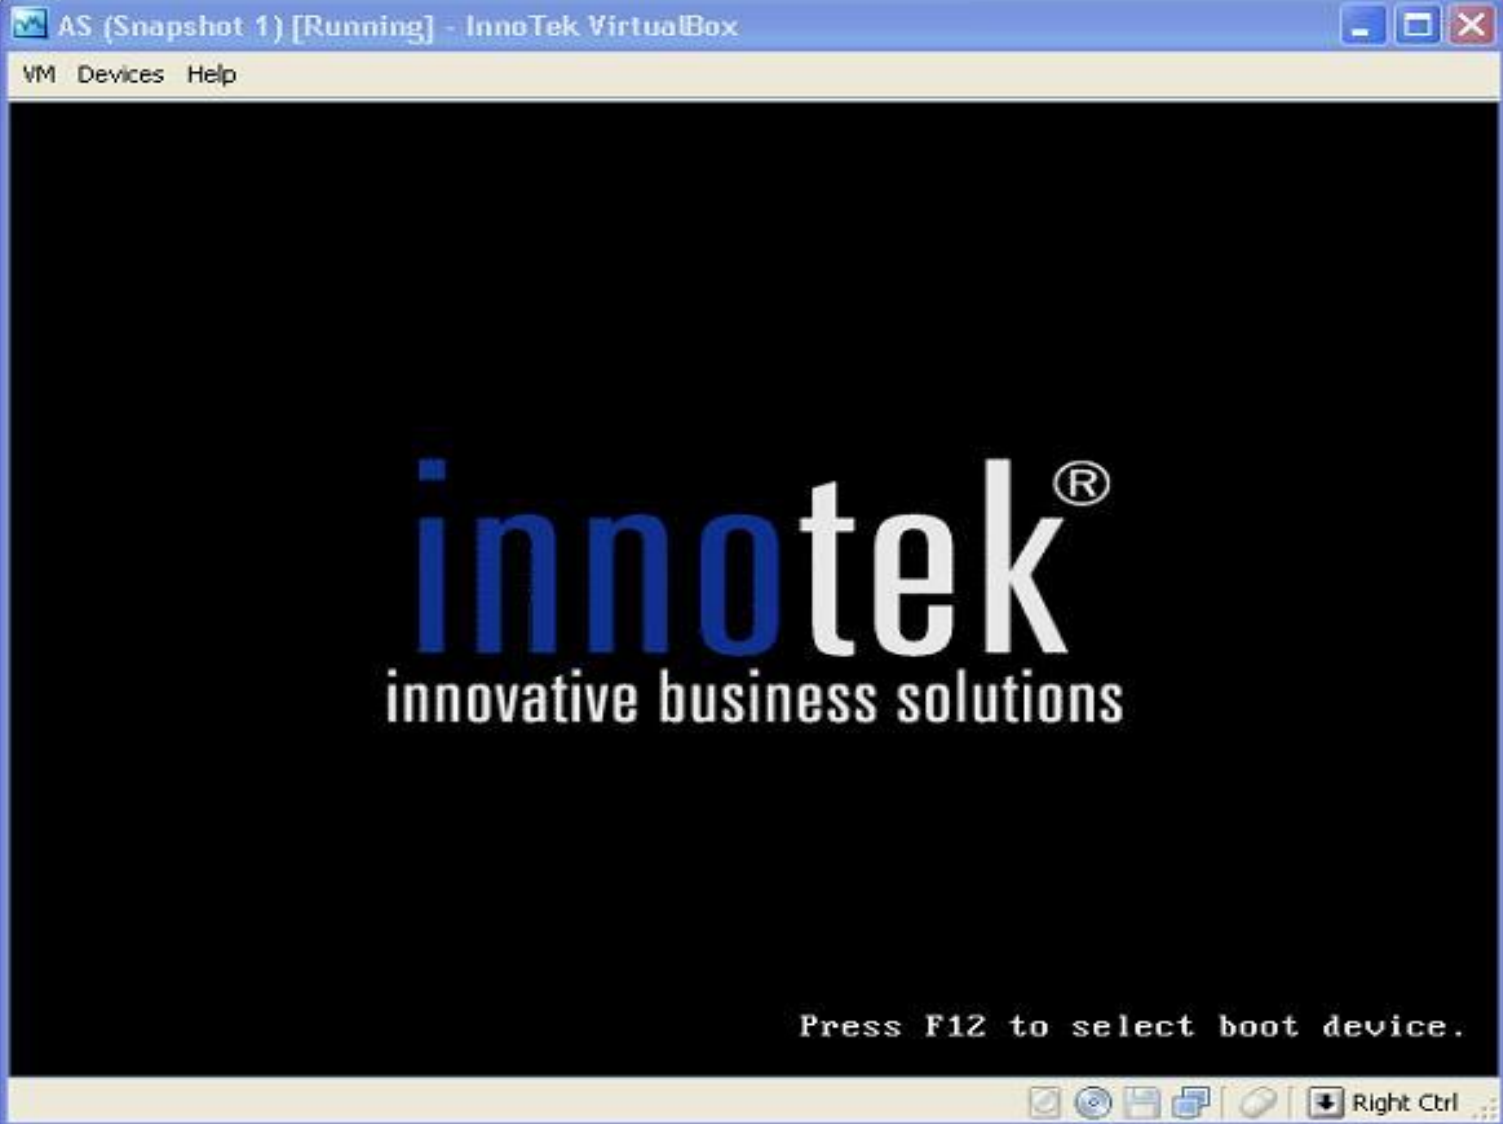 AS (Snapshot 1) [Running] - InnoTek VirtualBox
VM Devices Help
innotek®
innovative business solutions
Press F12 to select boot device.
Right Ctrl